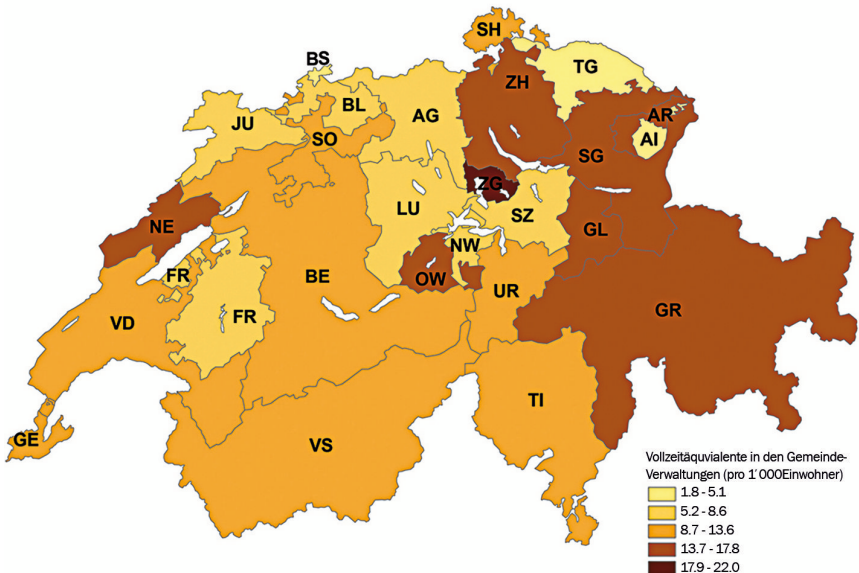 SH
BS
TG
ZH
BL
AR
JU
AG
SO
AI
SG
ZG
LU
SZ
NE
GL
NW
FR
BE
OW
UR
GR
FR
VD
TI
GE
VS
Vollzeitäquvialente in den Gemeinde-
Verwaltungen (pro 1´000Einwohner)
1.8 - 5.1
5.2 - 8.6
8.7 - 13.6
13.7 - 17.8
17.9 - 22.0